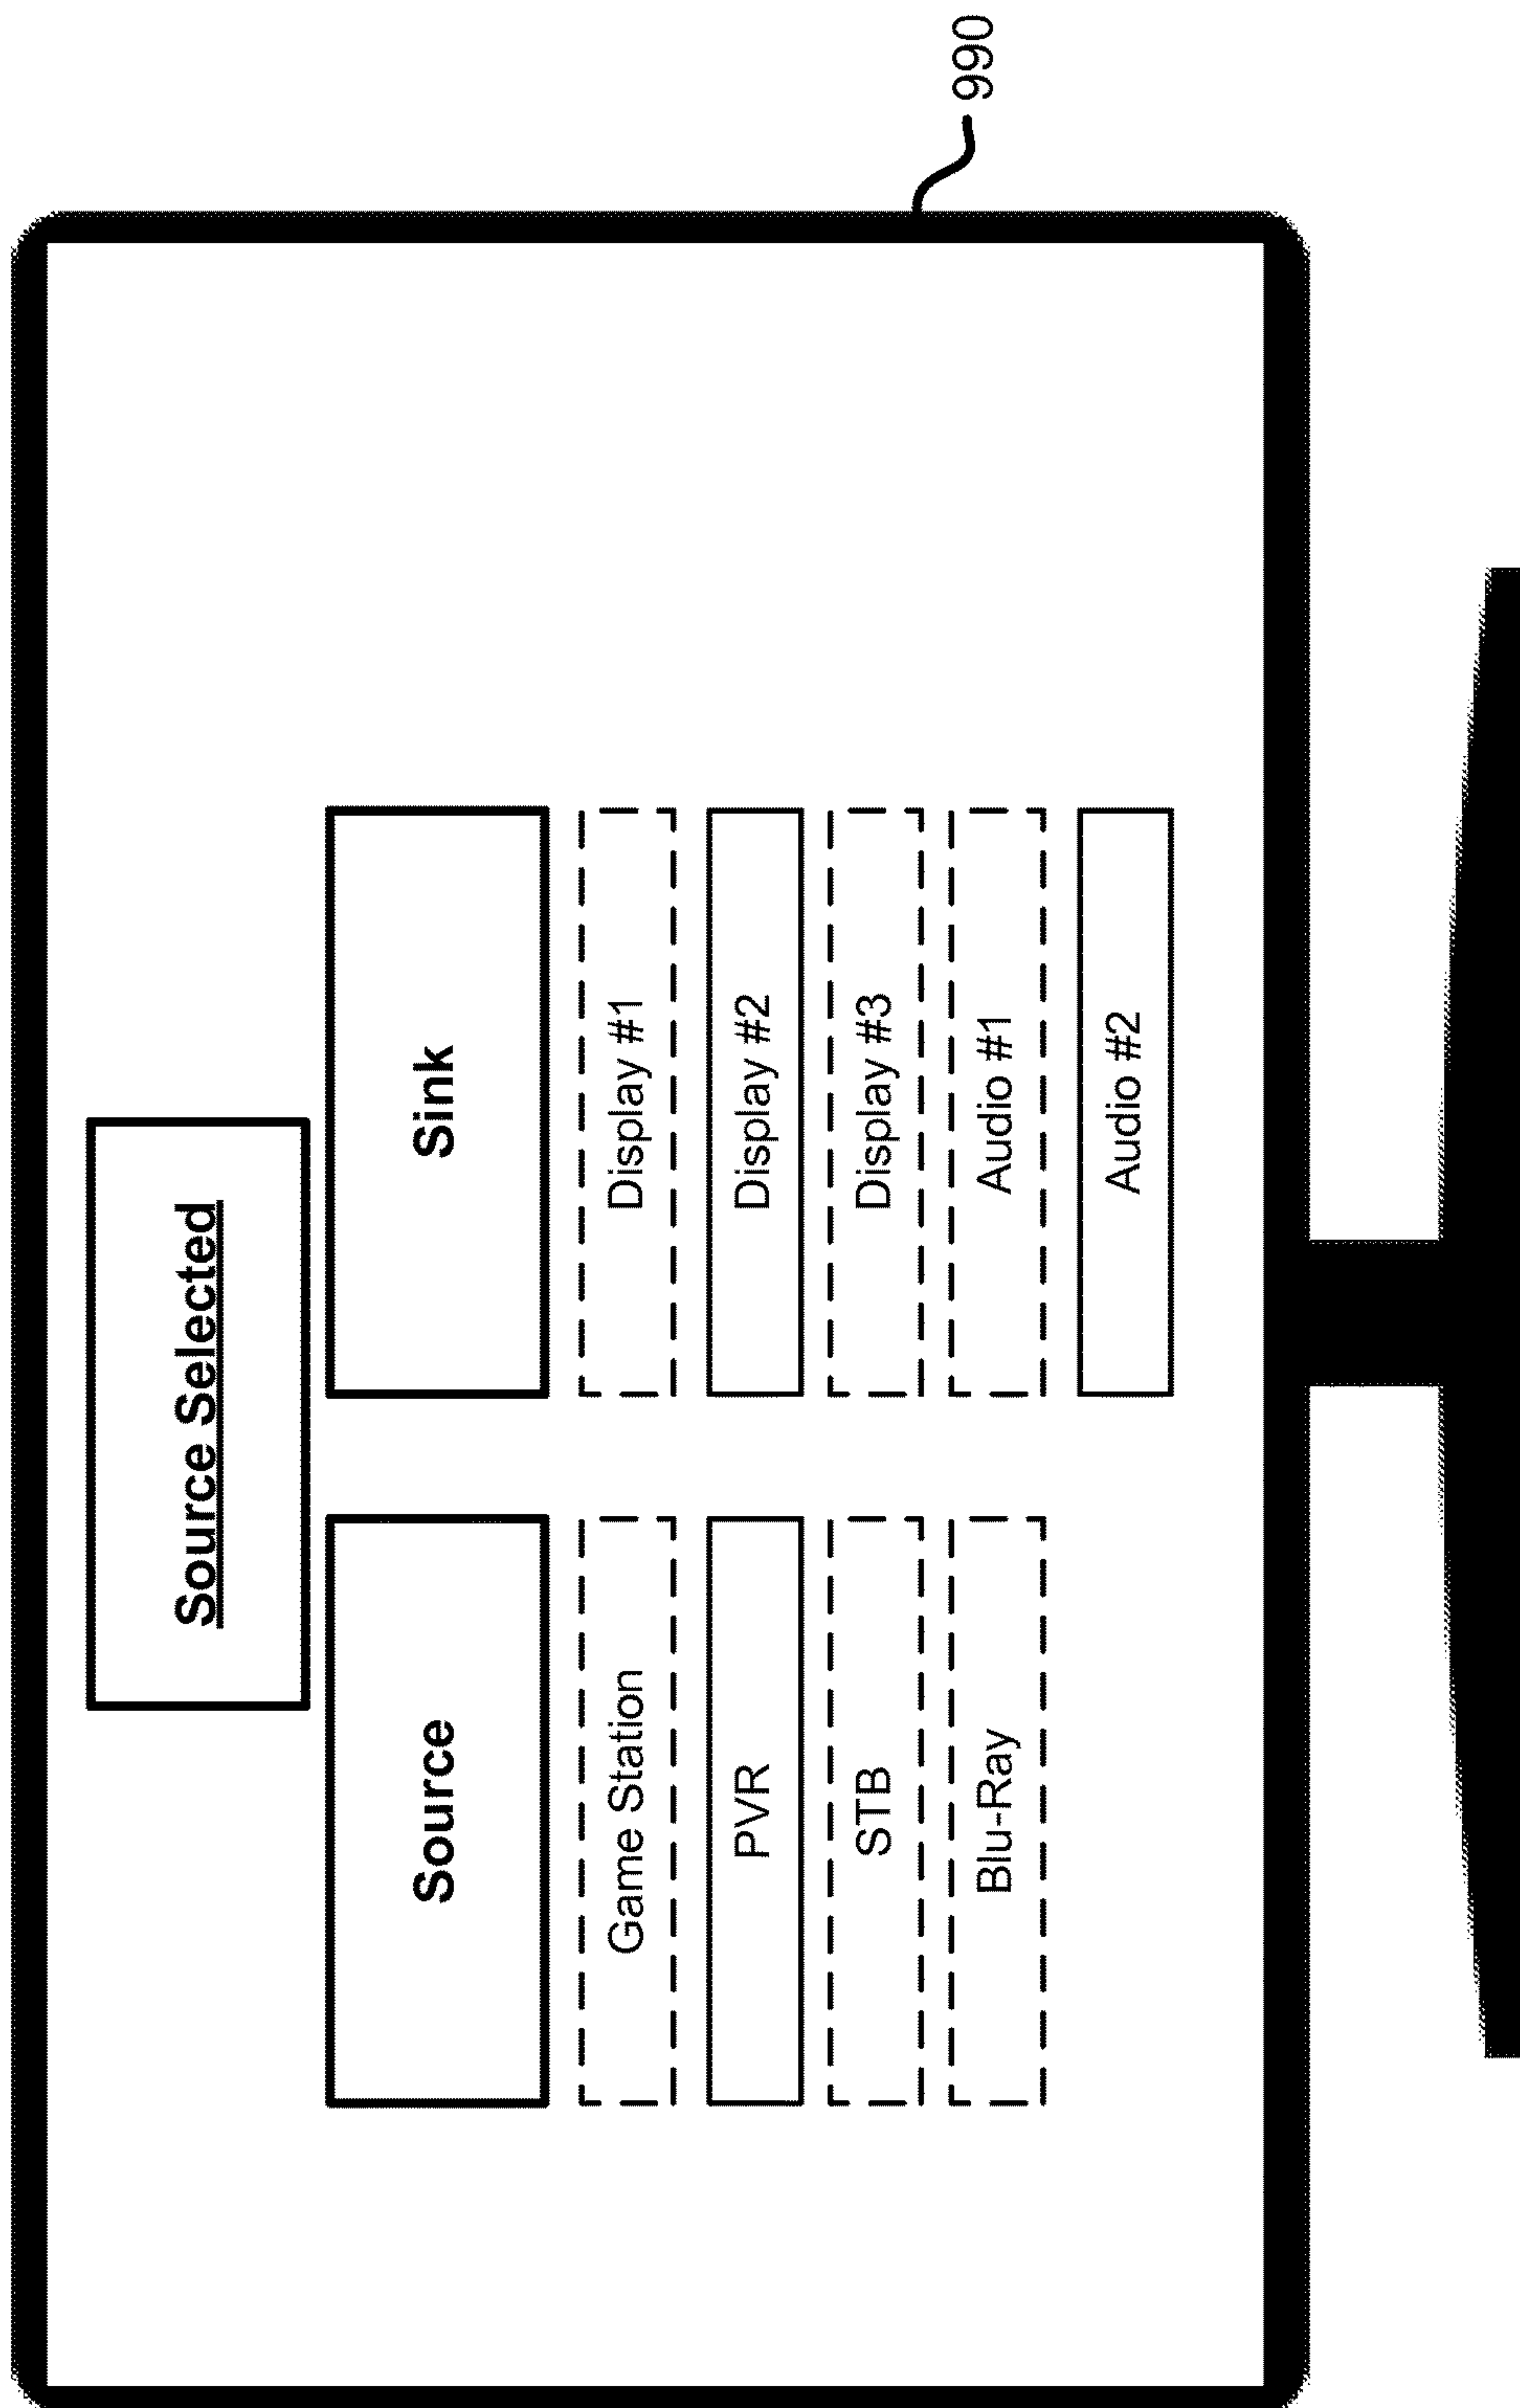 Source Selected
Source
Game Station
PVR
STB
Blu-Ray
Sink
Display #1
Display #2
Display #3
Audio #1
Audio #2
990